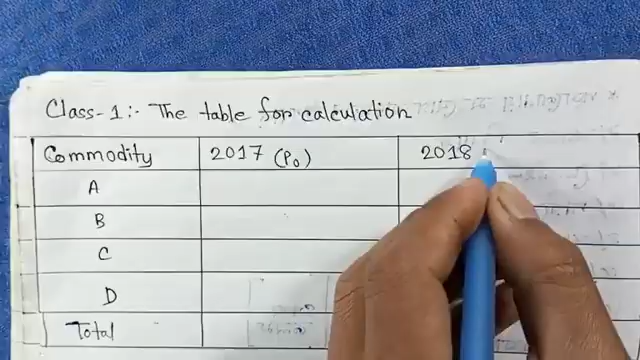 Class-1:- The table for calculation
Commodity 2017 (P₀) 2018
A
B
C
D
Total